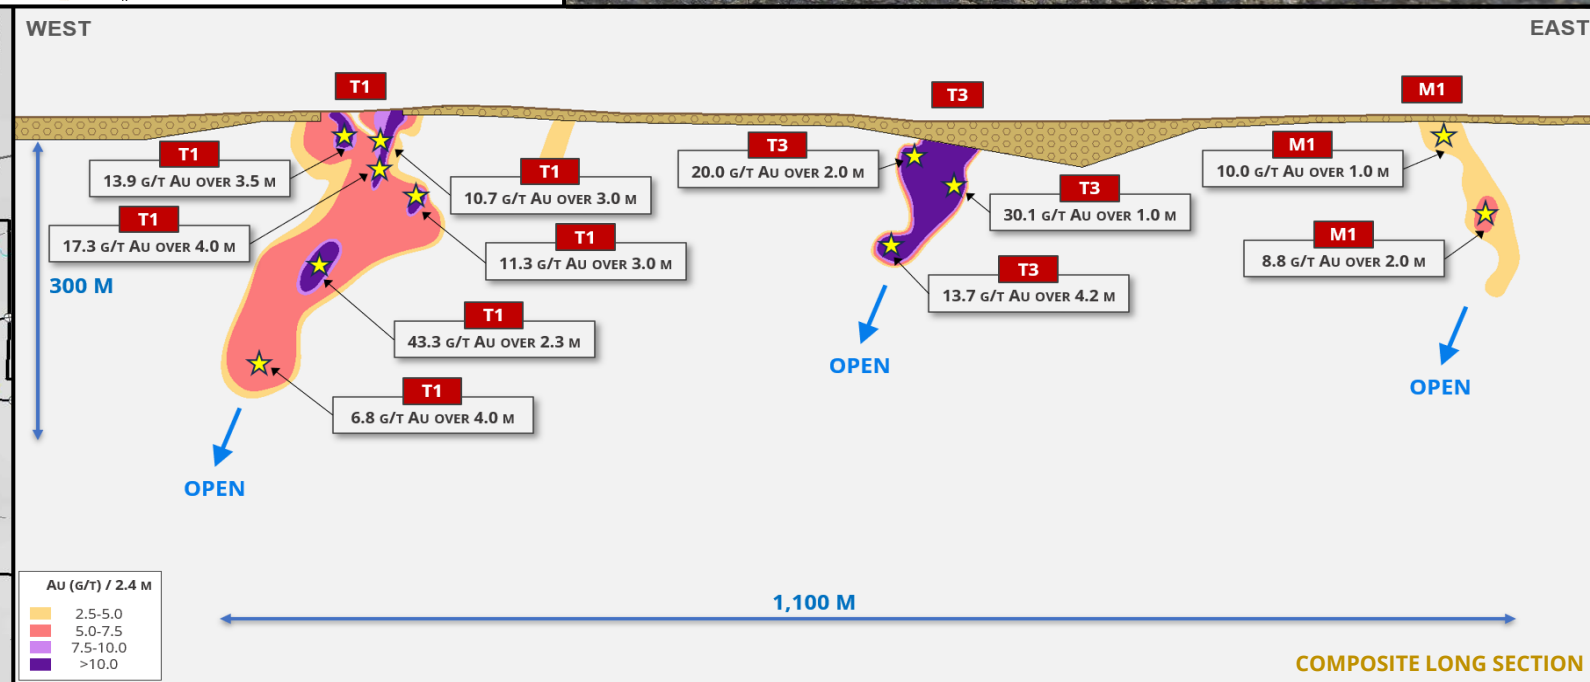 WEST
EAST
T1
T3
M1
T1
13.9 G/T AU OVER 3.5 M
T1
10.7 G/T AU OVER 3.0 M
T1
17.3 G/T AU OVER 4.0 M
T1
11.3 G/T AU OVER 3.0 M
T1
43.3 G/T AU OVER 2.3 M
T1
6.8 G/T AU OVER 4.0 M
T3
20.0 G/T AU OVER 2.0 M
T3
30.1 G/T AU OVER 1.0 M
T3
13.7 G/T AU OVER 4.2 M
M1
10.0 G/T AU OVER 1.0 M
M1
8.8 G/T AU OVER 2.0 M
300 M
OPEN
OPEN
OPEN
AU (G/T) / 2.4 M
2.5-5.0
5.0-7.5
7.5-10.0
>10.0
1,100 M
COMPOSITE LONG SECTION